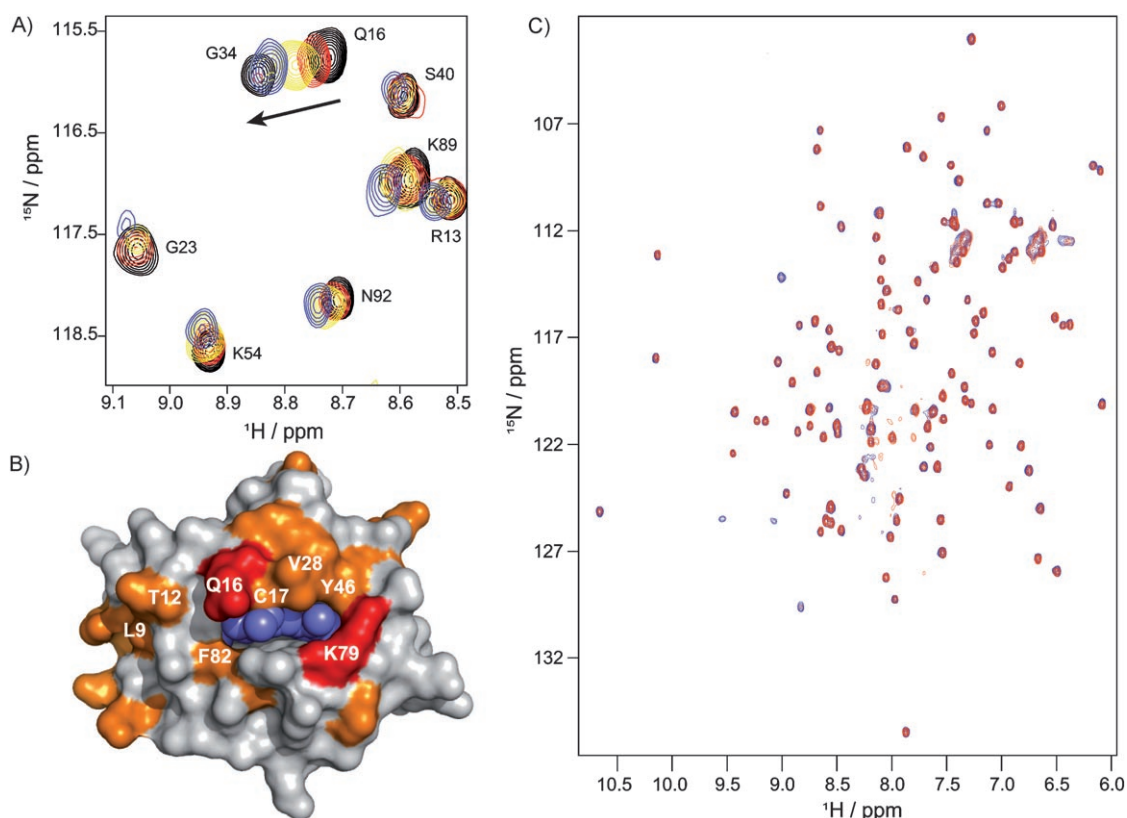 A)
115.5
116.5
117.5
118.5
¹⁵N / ppm
G34
Q16
S40
K89
R13
G23
N92
K54
9.1 9.0 8.9 8.8 8.7 8.6 8.5
¹H / ppm
B)
V28
Q16
C17
Y46
T12
L9
F82
K79
C)
107
112
117
122
127
132
¹⁵N / ppm
10.5 10.0 9.5 9.0 8.5 8.0 7.5 7.0 6.5 6.0
¹H / ppm